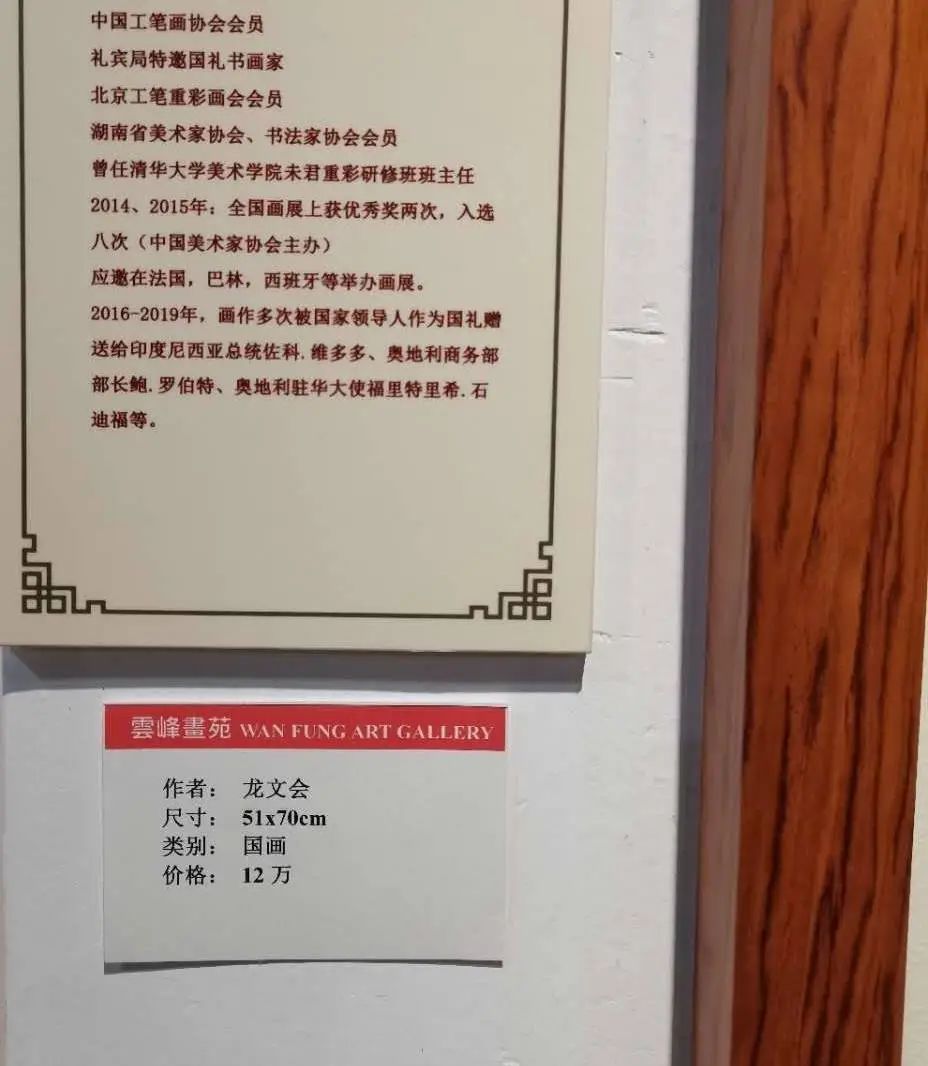 中国工笔画协会会员
礼宾局特邀国礼书画家
北京工笔重彩画会会员
湖南省美术家协会、书法家协会会员
曾任清华大学美术学院未君重彩研修班班主任
2014、2015年：全国画展上获优秀奖两次，入选
八次（中国美术家协会主办）
应邀在法国，巴林，西班牙等举办画展。
2016-2019年，画作多次被国家领导人作为国礼赠
送给印度尼西亚总统佐科.维多多、奥地利商务部
部长鲍.罗伯特、奥地利驻华大使福里特里希.石
迪福等。
雲峰畫苑 WAN FUNG ART GALLERY
作者： 龙文会
尺寸： 51x70cm
类别： 国画
价格： 12 万